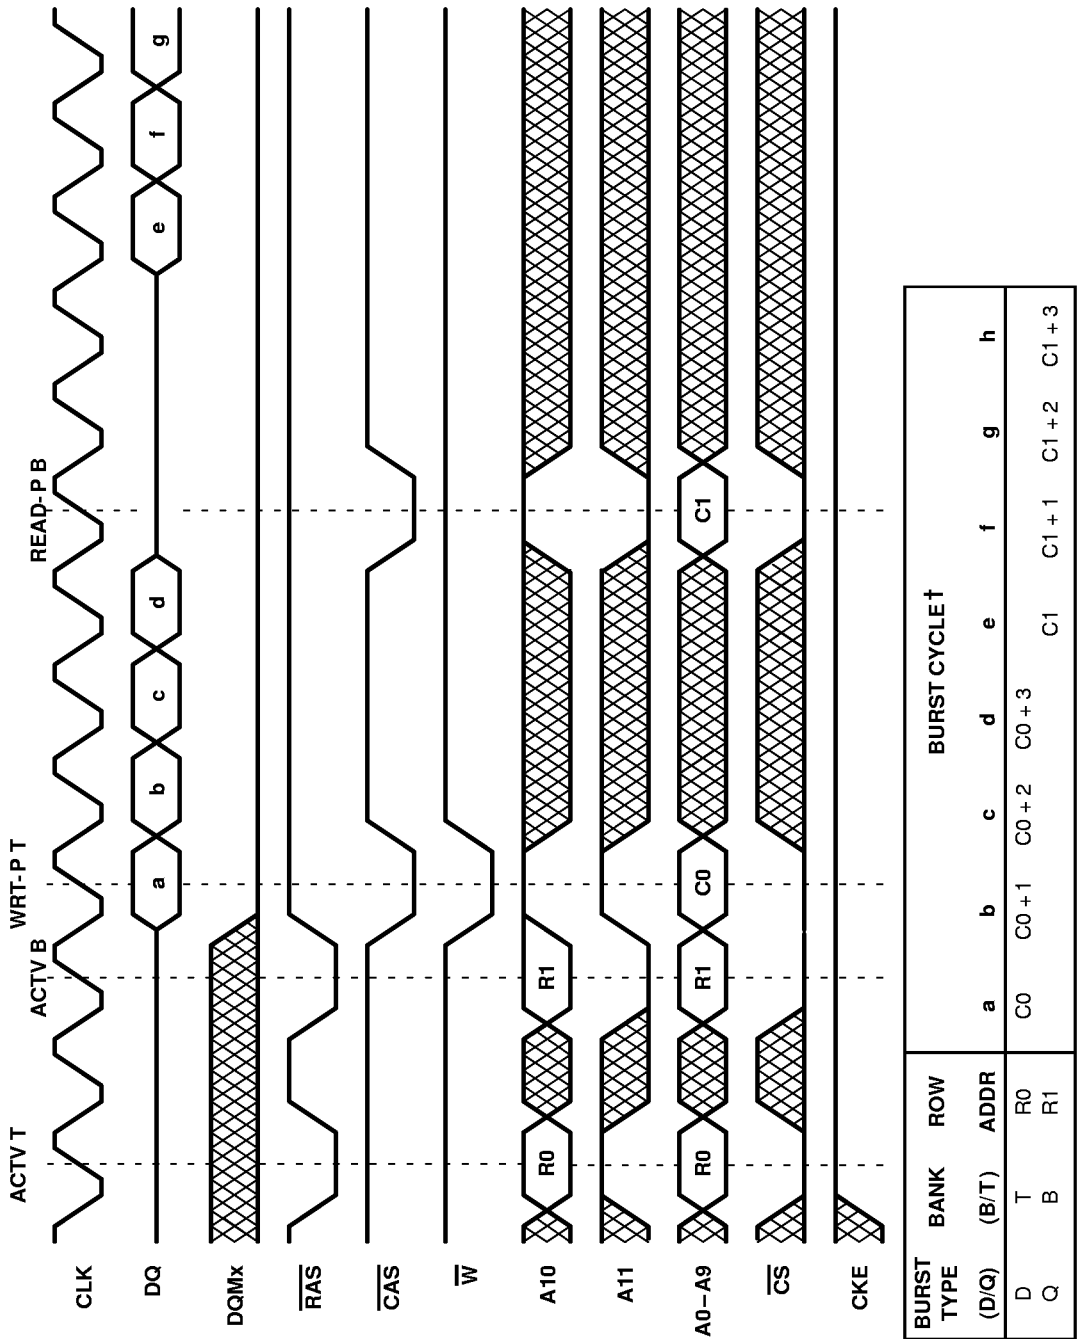 ACTV T ACTV B WRT-P T READ-P B
CLK
DQ a b c d e f g
DQMx
RAS
CAS
W
A10 R0 R1
A11
A0–A9 R0 R1 C0 C1
CS
CKE
BURST TYPE (D/Q) BANK (B/T) ROW ADDR BURST CYCLE†
a b c d e f g h
D T R0 C0 C0 + 1 C0 + 2 C0 + 3
Q B R1 C1 C1 + 1 C1 + 2 C1 + 3